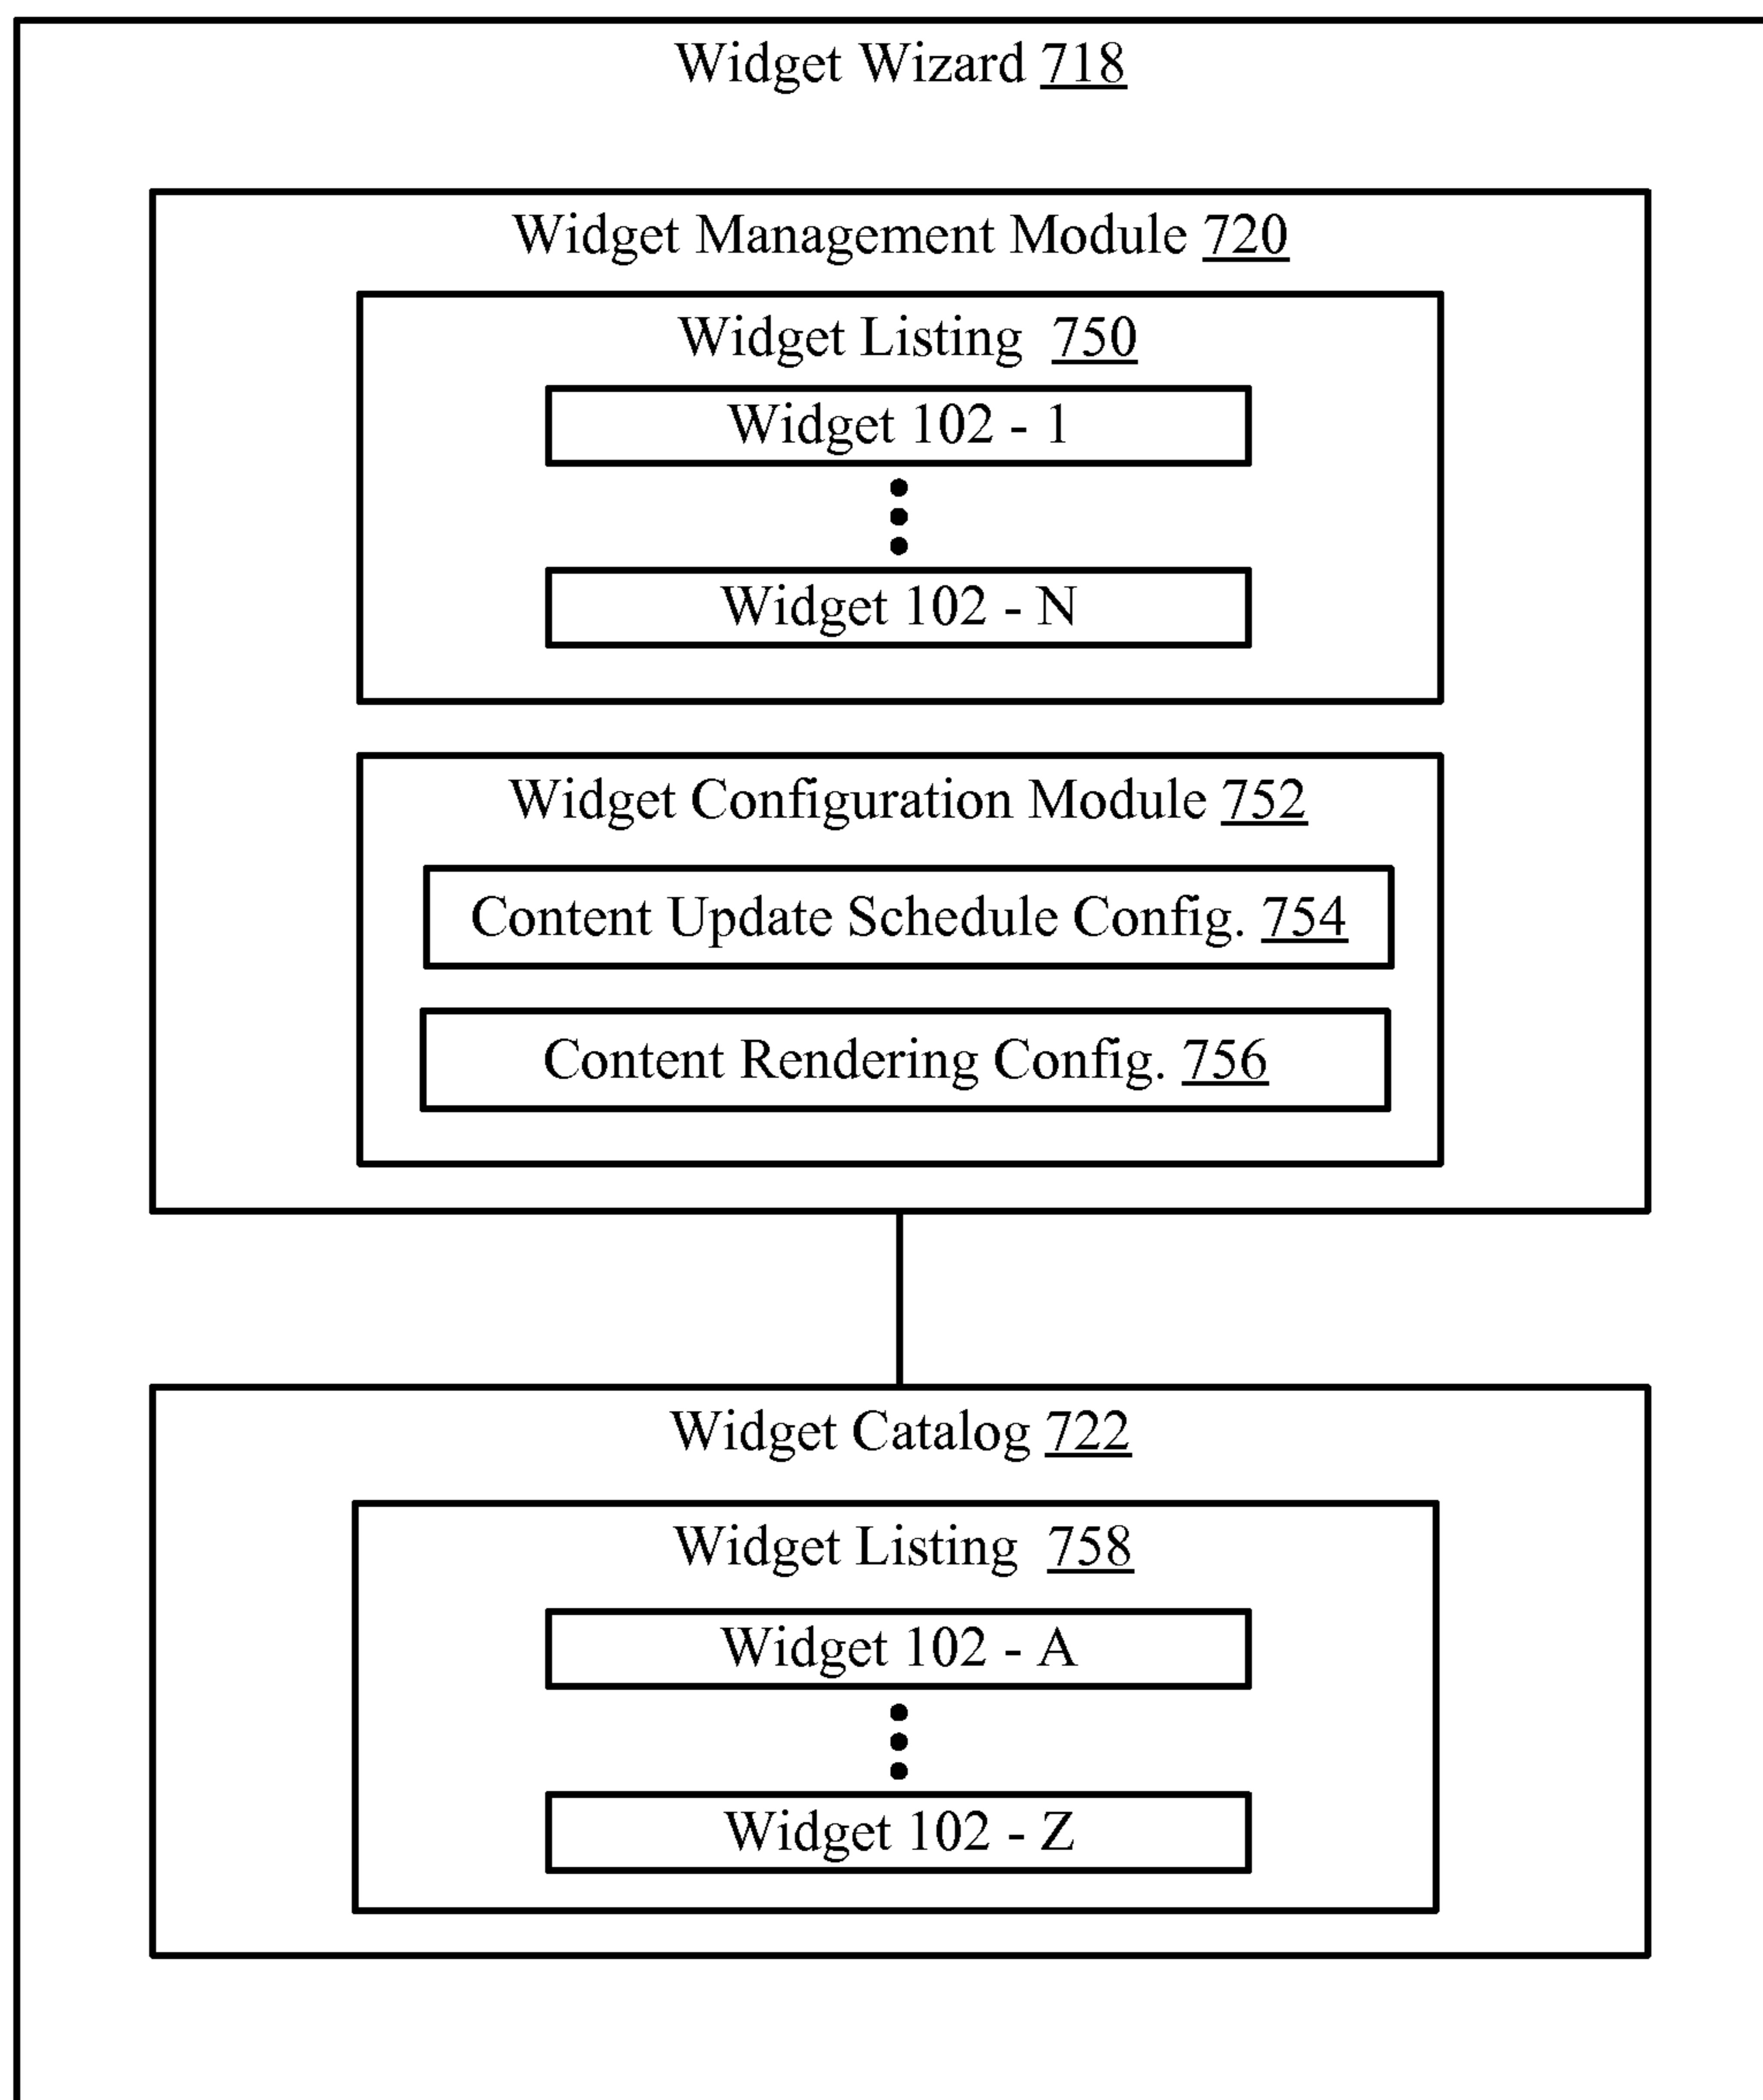 Widget Wizard 718
Widget Management Module 720
Widget Listing 750
Widget 102 - 1
Widget 102 - N
Widget Configuration Module 752
Content Update Schedule Config. 754
Content Rendering Config. 756
Widget Catalog 722
Widget Listing 758
Widget 102 - A
Widget 102 - Z